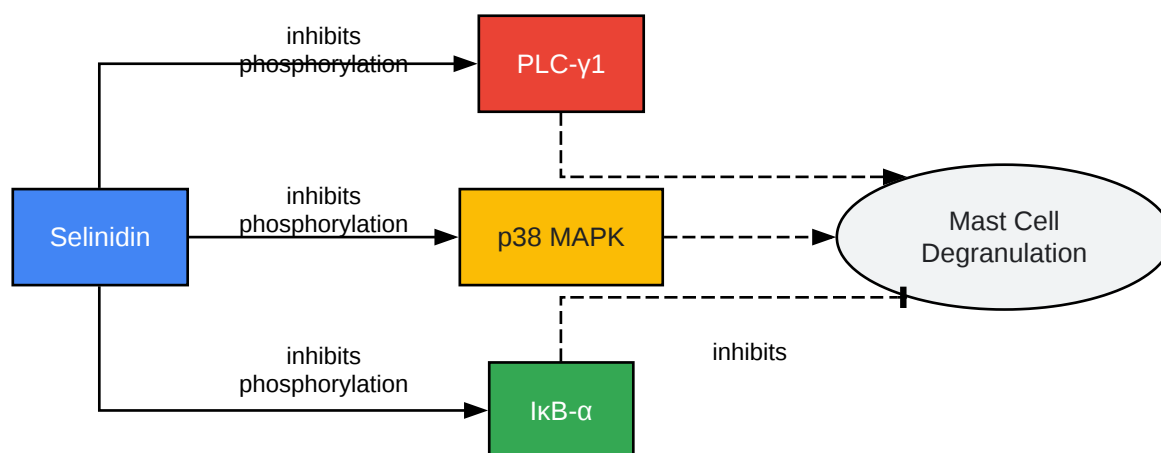 inhibits
phosphorylation
PLC-γ1
Selinidin
inhibits
phosphorylation
p38 MAPK
Mast Cell
Degranulation
inhibits
phosphorylation
IκB-α
inhibits